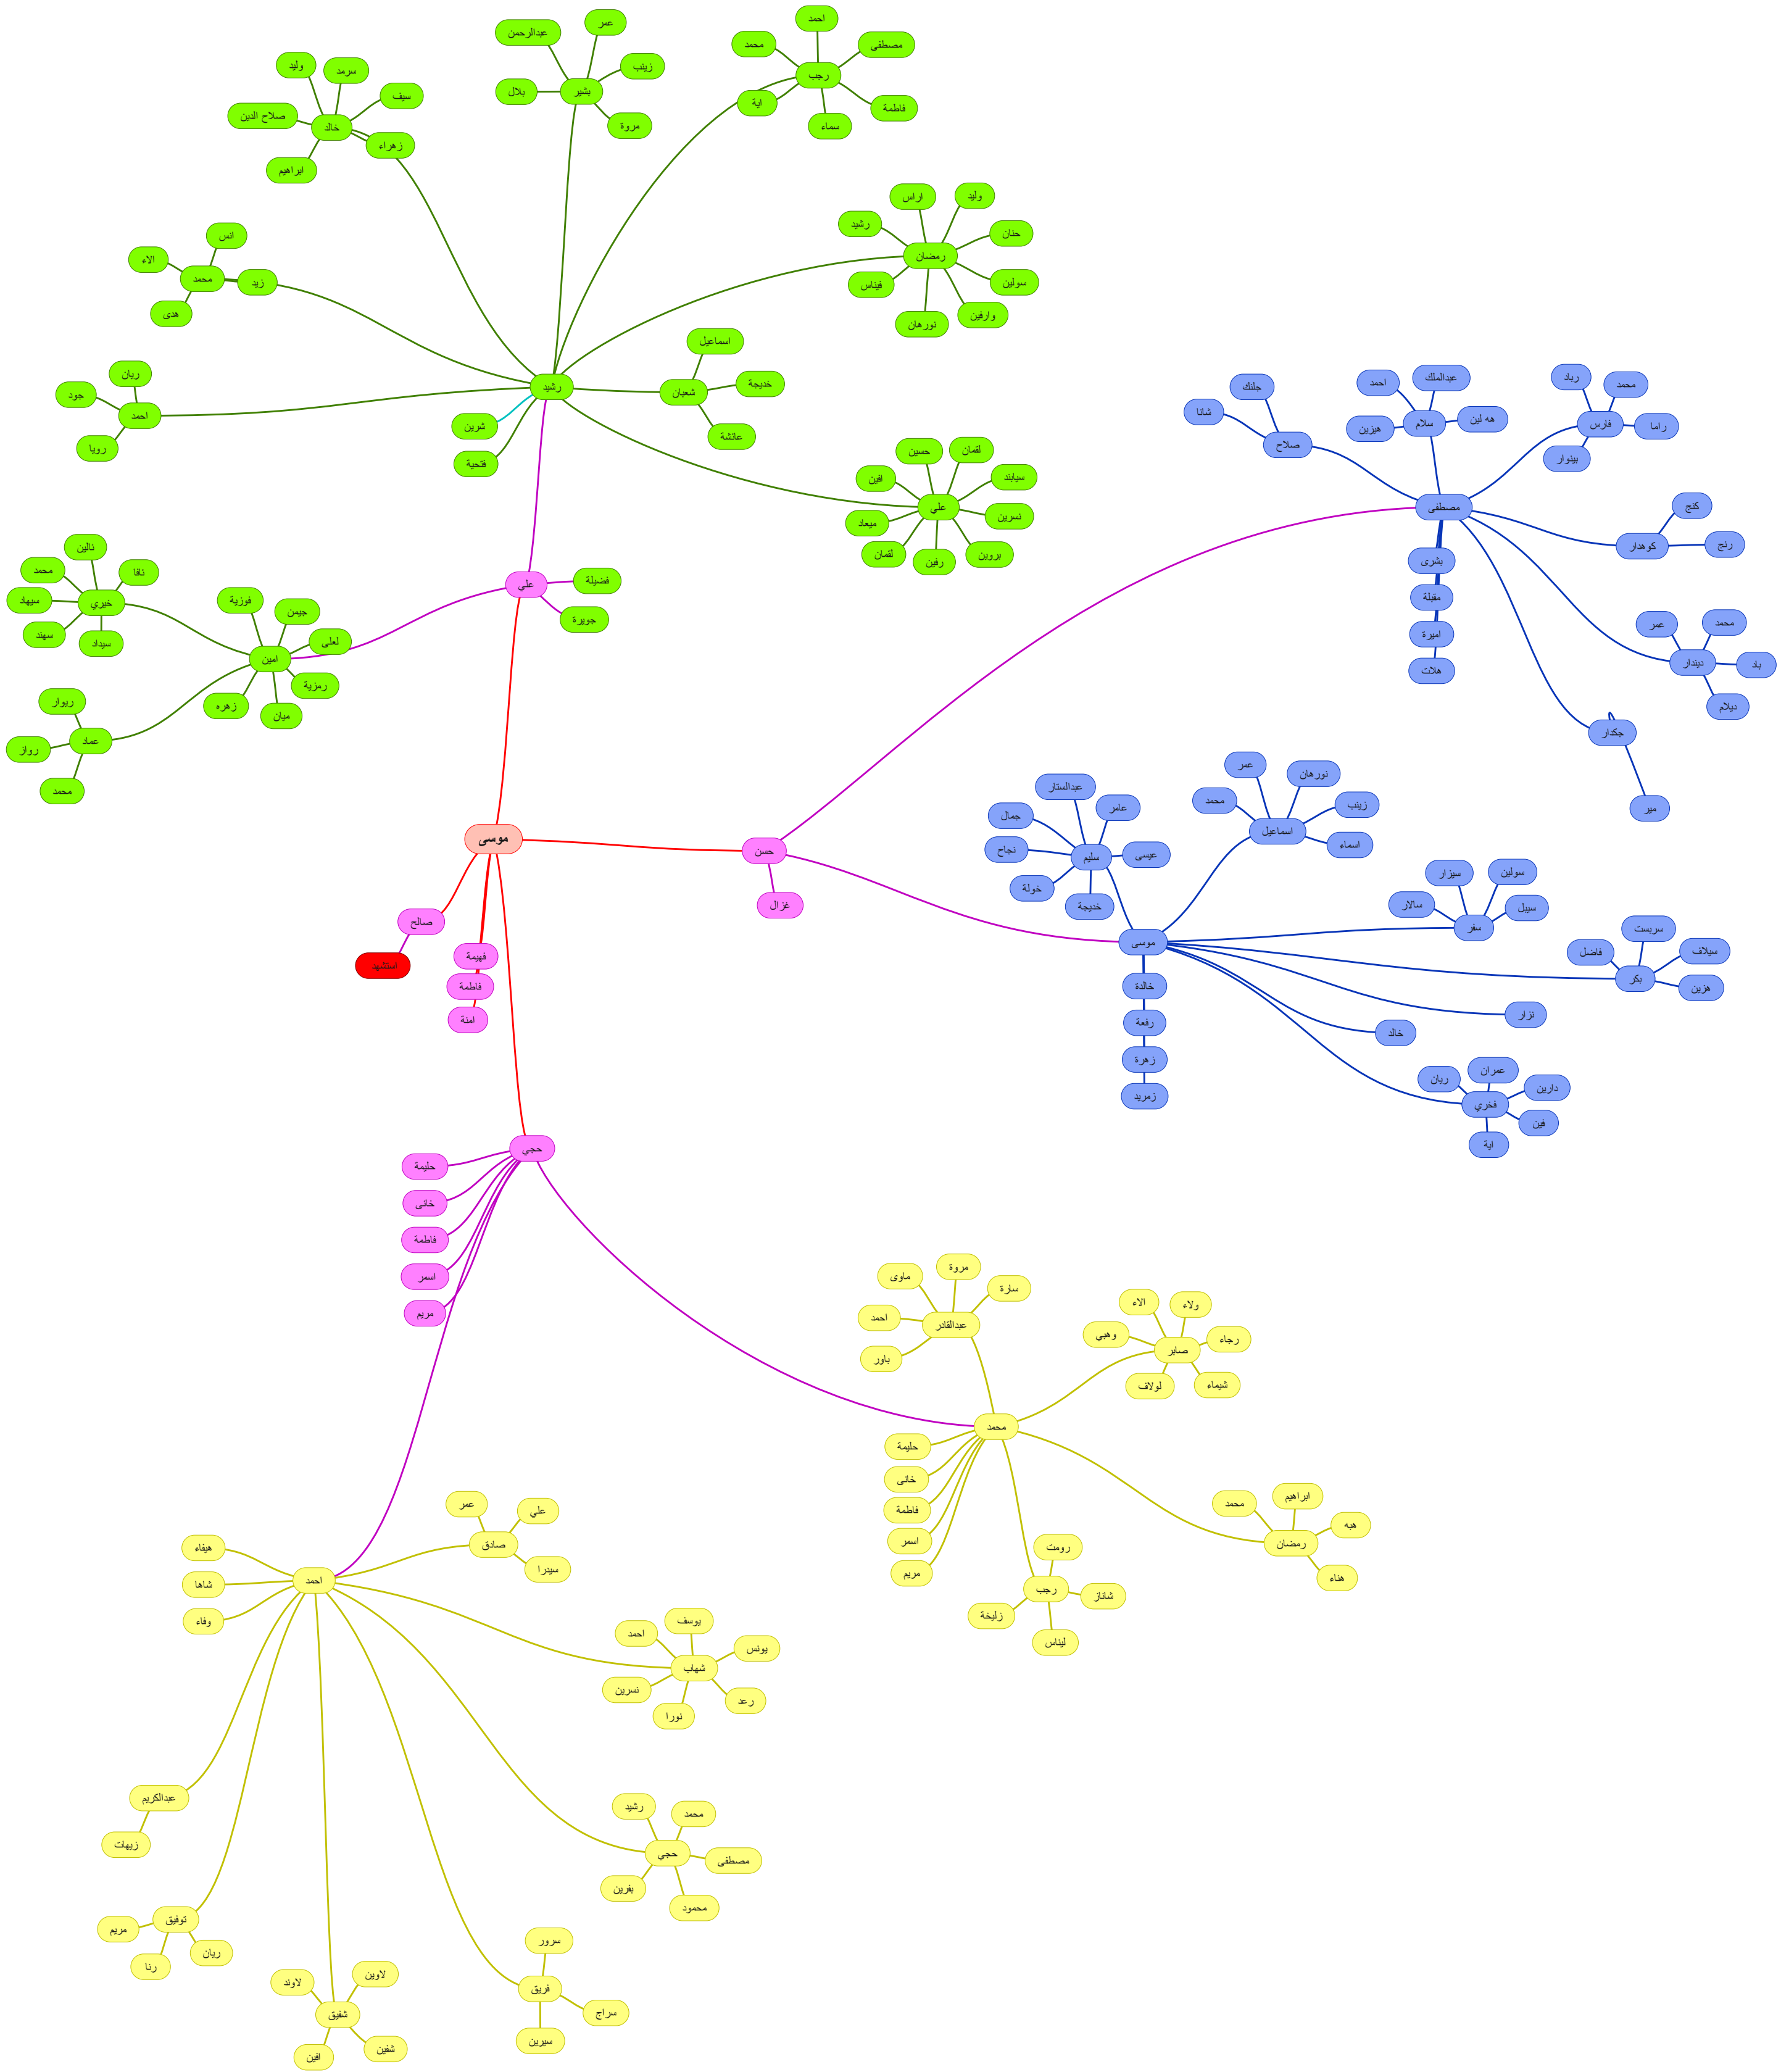 احمد
عمر
عبدالرحمن
محمد
مصطفى
زينب
وليد
سرمد
رجب
بشير
بلال
سيف
اية
فاطمة
صلاح الدين
خالد
سماء
مروة
زهراء
ابراهيم
اراس
وليد
رشيد
حنان
انس
رمضان
الاء
محمد
زيد
سولين
فيناس
هدى
وارفين
نورهان
اسماعيل
ريان
جود
احمد
رويا
رشيد
شعبان
خديجة
شرين
عائشة
فتحية
حسين
لقمان
افين
سيابند
علي
ميعاد
نسرين
لقمان
رفين
بروين
جلنك
شانا
صلاح
احمد
عبدالملك
سلام
هيزين
هه لين
رباد
محمد
فارس
راما
بينوار
مصطفى
كنج
كوهدار
رنج
بشرى
مقبلة
اميرة
هلات
عمر
محمد
ديندار
باد
ديلام
جكدار
مير
نالين
نافا
محمد
خيري
سيهاد
سهند
سيداد
فوزية
جيمن
لعلى
امين
رمزية
زهره
ميان
علي
فضيلة
جويرة
ريوار
عماد
رواز
محمد
موسى
حسن
غزال
صالح
استشهد
فهيمة
فاطمة
امنة
عبدالستار
عامر
جمال
نجاح
سليم
عيسى
خولة
خديجة
عمر
نورهان
محمد
زينب
اسماعيل
اسماء
سيزار
سولين
سالار
سيبل
سفر
موسى
سربست
فاضل
سيلاف
بكر
هزين
نزار
خالد
خالدة
رفعة
زهرة
زمريد
ريان
عمران
دارين
فخري
فين
اية
حجي
حليمة
خانى
فاطمة
اسمر
مريم
مروة
ماوى
سارة
احمد
عبدالقادر
باور
الاء
ولاء
وهبي
رجاء
صابر
لولاف
شيماء
محمد
حليمة
خانى
فاطمة
اسمر
مريم
محمد
ابراهيم
هبه
رمضان
هناء
رومت
رجب
شاناز
زليخة
ليناس
عمر
علي
صادق
سيدرا
هيفاء
احمد
شاها
وفاء
احمد
يوسف
يونس
شهاب
نسرين
رعد
نورا
عبدالكريم
زيهات
رشيد
محمد
حجي
مصطفى
بفرين
محمود
توفيق
مريم
رنا
ريان
سرور
فريق
سراج
سيرين
لاوند
لاوين
شفيق
افين
شفين